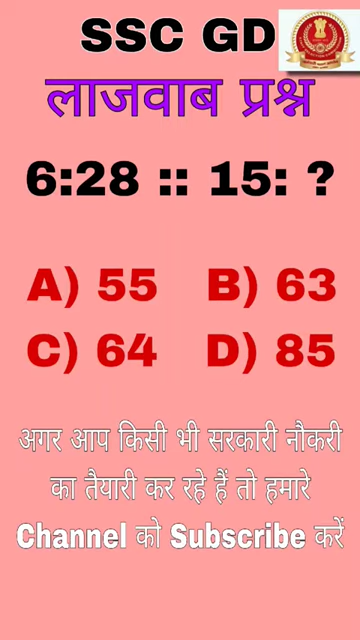 SSC GD
लाजवाब प्रश्न
6:28 :: 15: ?
A) 55 B) 63
C) 64 D) 85
अगर आप किसी भी सरकारी नौकरी
का तैयारी कर रहे हैं तो हमारे
Channel को Subscribe करें